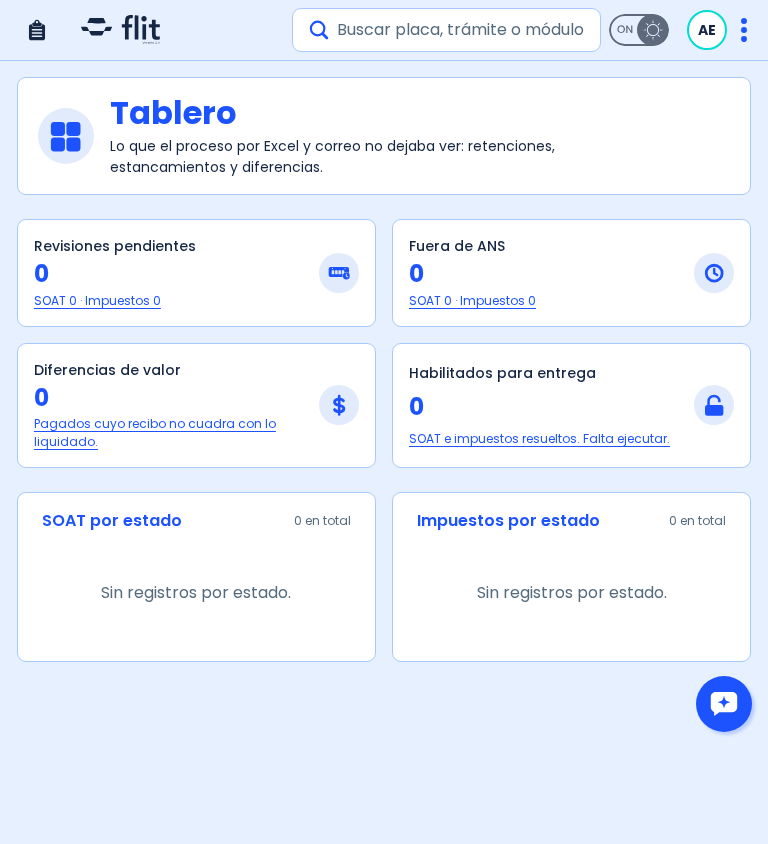 flit
Buscar placa, trámite o módulo
ON
AE
Tablero
Lo que el proceso por Excel y correo no dejaba ver: retenciones,
estancamientos y diferencias.
Revisiones pendientes
0
SOAT 0 · Impuestos 0
Fuera de ANS
0
SOAT 0 · Impuestos 0
Diferencias de valor
0
Pagados cuyo recibo no cuadra con lo
liquidado.
Habilitados para entrega
0
SOAT e impuestos resueltos. Falta ejecutar.
SOAT por estado
0 en total
Sin registros por estado.
Impuestos por estado
0 en total
Sin registros por estado.